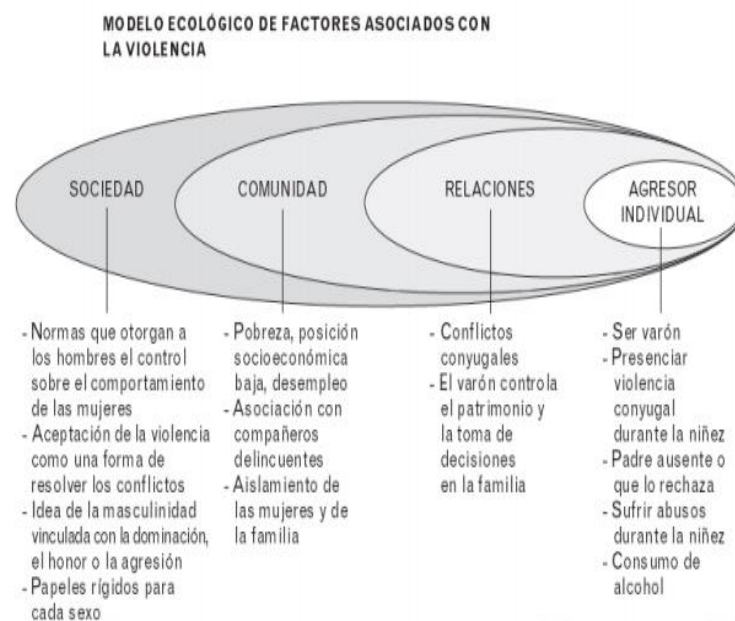 MODELO ECOLÓGICO DE FACTORES ASOCIADOS CON
LA VIOLENCIA
SOCIEDAD
COMUNIDAD
RELACIONES
AGRESOR
INDIVIDUAL
- Normas que otorgan a
los hombres el control
sobre el comportamiento
de las mujeres
- Aceptación de la violencia
como una forma de
resolver los conflictos
- Idea de la masculinidad
vinculada con la dominación,
el honor o la agresión
- Papeles rígidos para
cada sexo
- Pobreza, posición
socioeconómica
baja, desempleo
- Asociación con
compañeros
delincuentes
- Aislamiento de
las mujeres y de
la familia
- Conflictos
conyugales
- El varón controla
el patrimonio y
la toma de
decisiones
en la familia
- Ser varón
- Presenciar
violencia
conyugal
durante la niñez
- Padre ausente o
que lo rechaza
- Sufrir abusos
durante la niñez
- Consumo de
alcohol